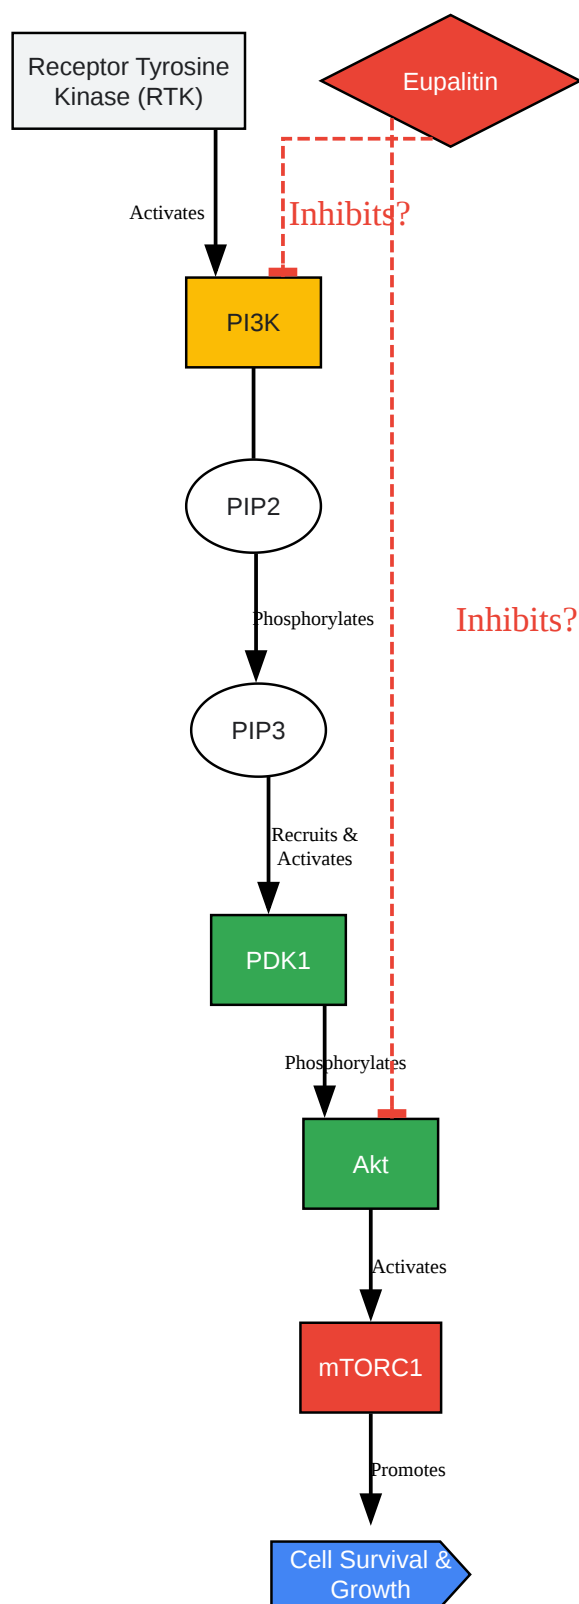 Receptor Tyrosine
Kinase (RTK)
Eupalitin
Activates
Inhibits?
PI3K
PIP2
Phosphorylates
Inhibits?
PIP3
Recruits &
Activates
PDK1
Phosphorylates
Akt
Activates
mTORC1
Promotes
Cell Survival &
Growth